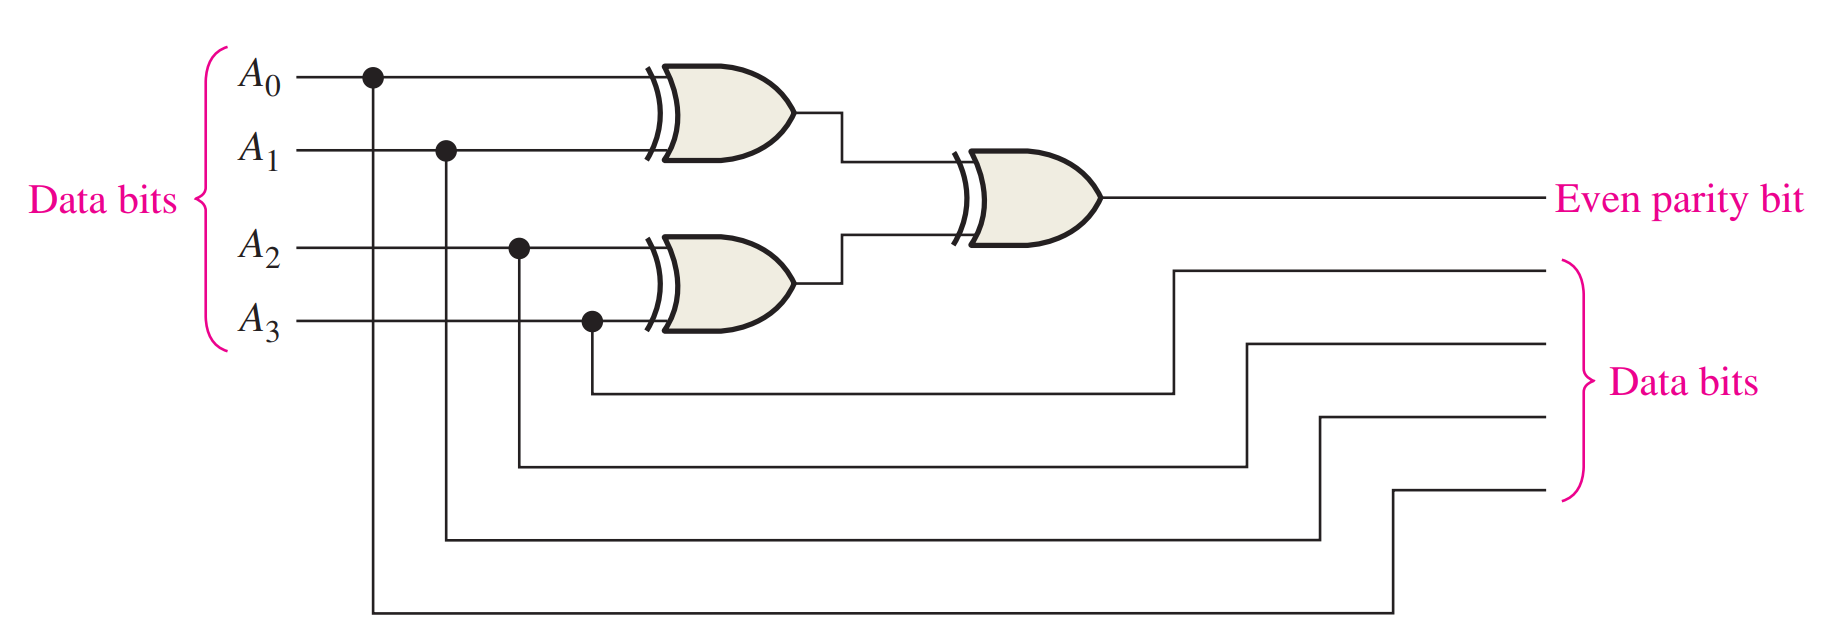 A0
A1
Data bits
Even parity bit
A2
A3
Data bits